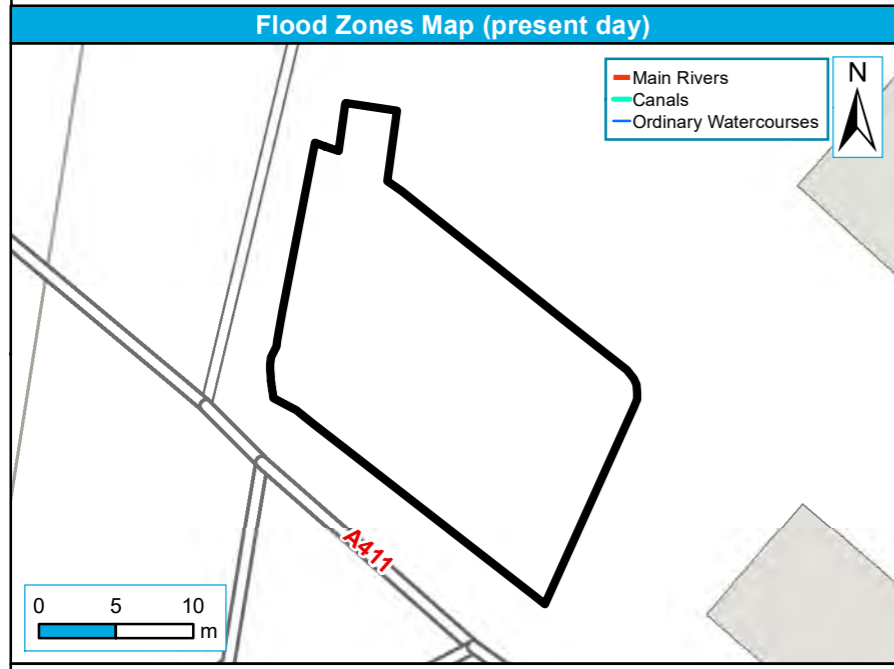 Flood Zones Map (present day)
Main Rivers
Canals
Ordinary Watercourses
N
A411
0 5 10
m